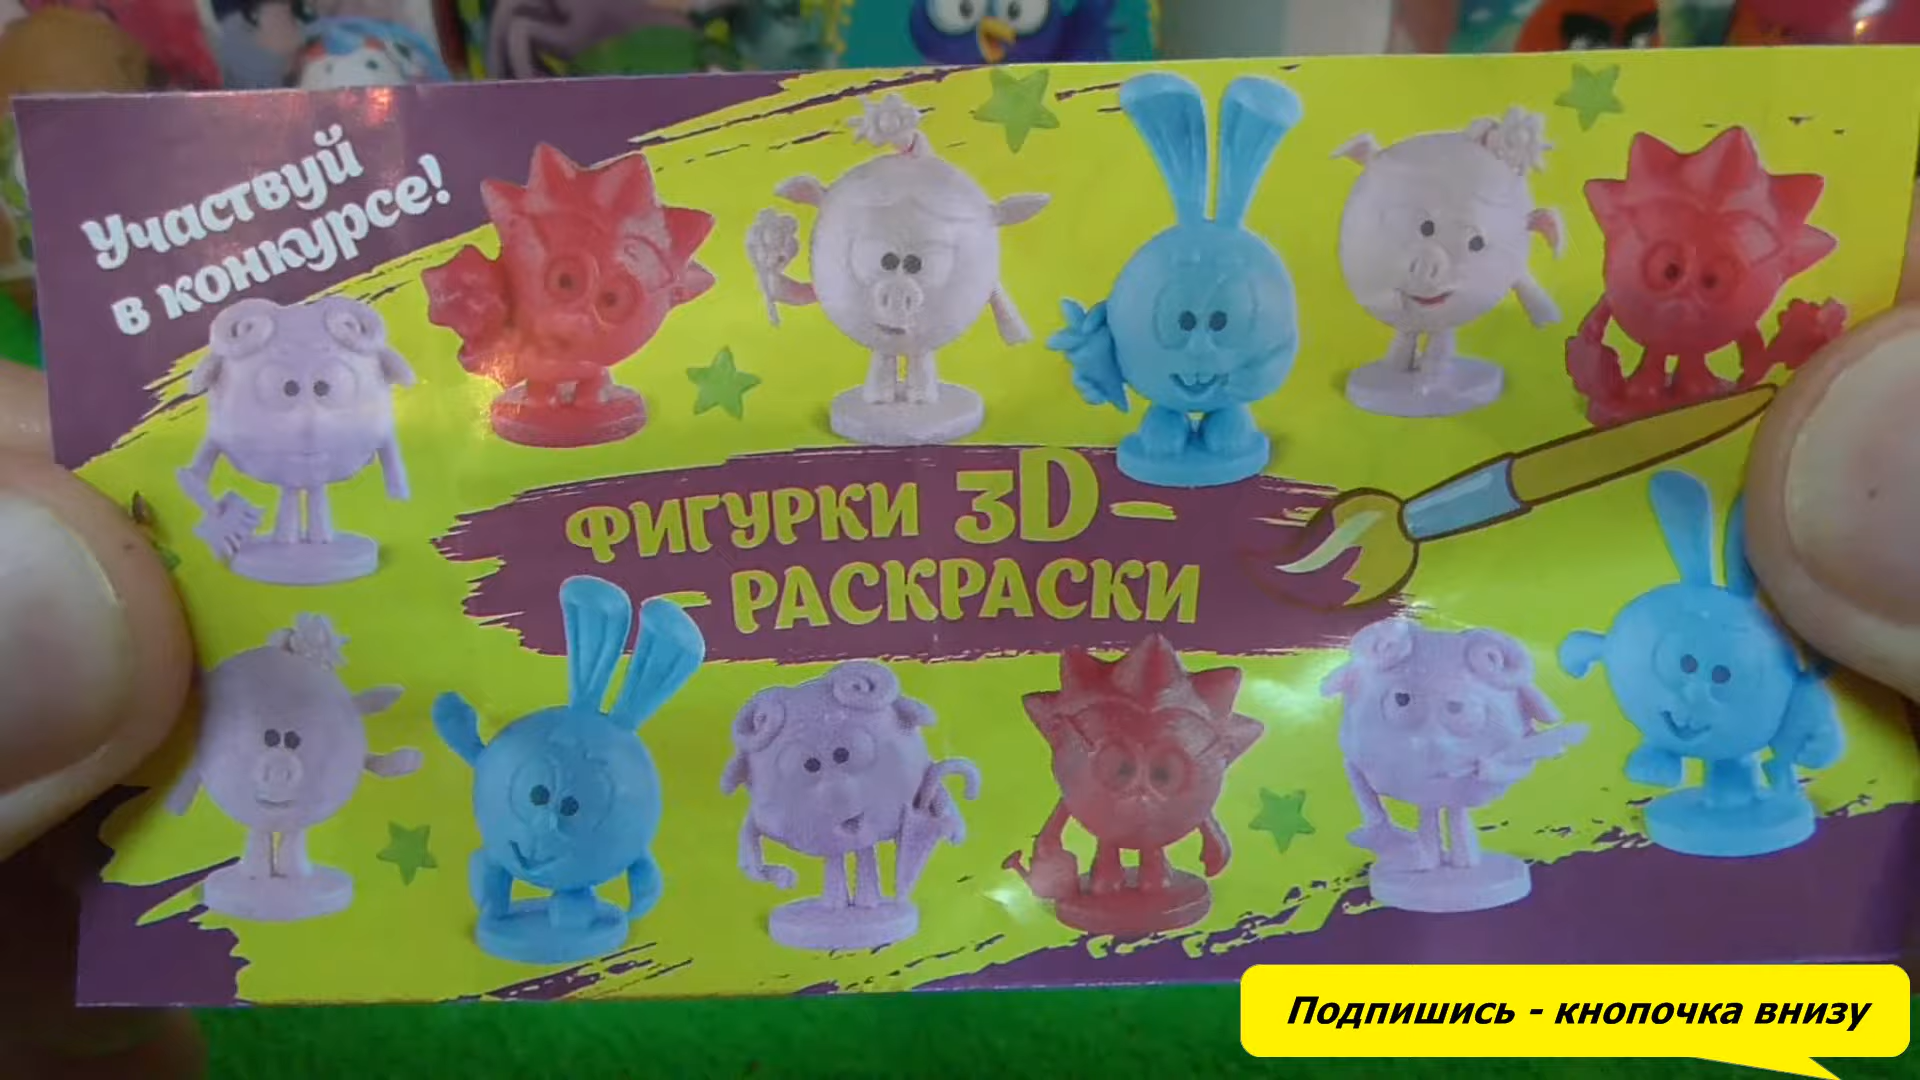 Участвуй
в конкурсе!
ФИГУРКИ 3D-
-РАСКРАСКИ
Подпишись - кнопочка внизу